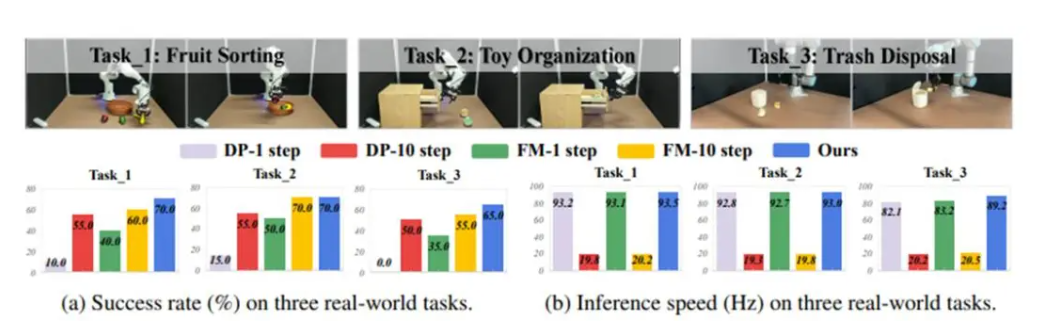 Task_1: Fruit Sorting
Task_2: Toy Organization
Task_3: Trash Disposal
DP-1 step DP-10 step FM-1 step FM-10 step Ours
Task_1
80
60
40
20
0
10.0 55.0 40.0 60.0 70.0
Task_2
80
60
40
20
0
15.0 55.0 50.0 70.0 70.0
Task_3
80
60
40
20
0
0.0 50.0 35.0 55.0 65.0
Task_1
100
80
60
40
20
0
93.2 19.8 93.1 20.2 93.5
Task_2
100
80
60
40
20
0
92.8 19.3 92.7 19.8 93.0
Task_3
100
80
60
40
20
0
82.1 20.2 83.2 20.5 89.2
(a) Success rate (%) on three real-world tasks.
(b) Inference speed (Hz) on three real-world tasks.